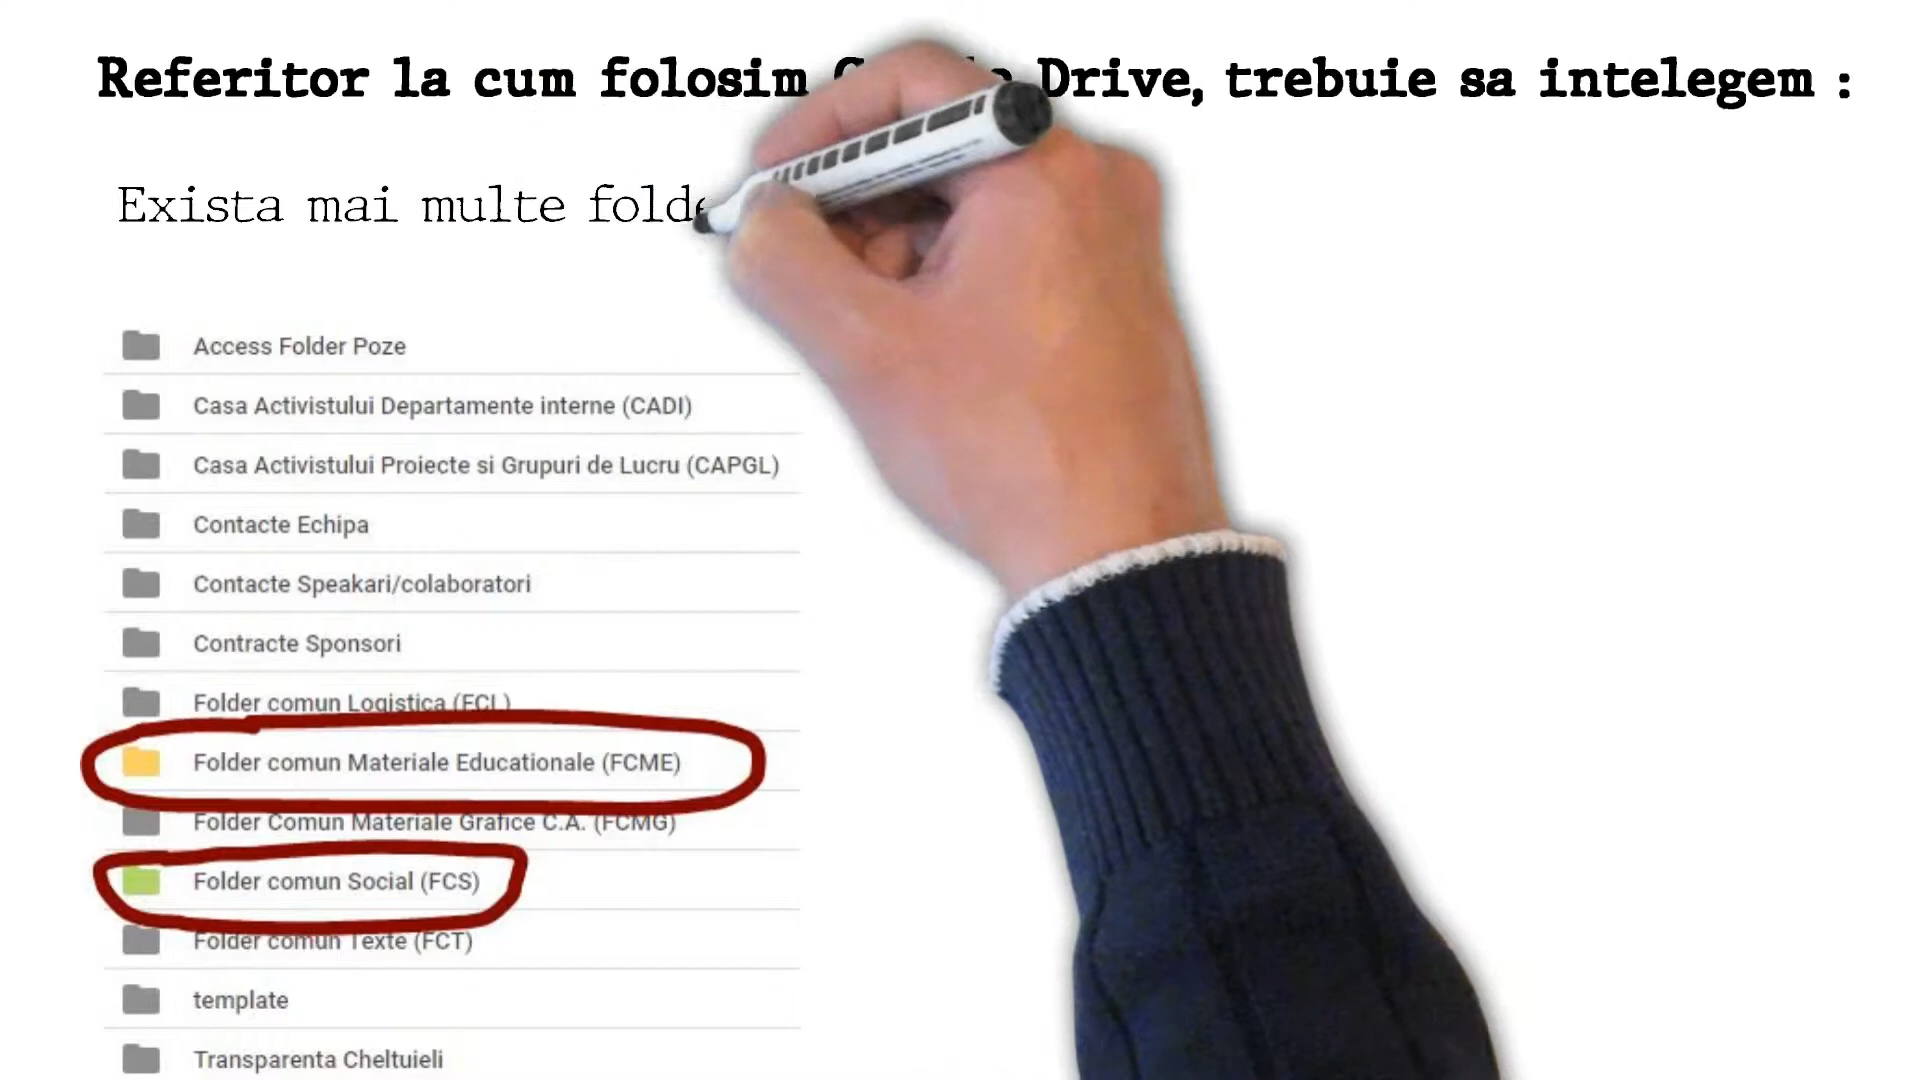 Referitor la cum folosim Drive, trebuie sa intelegem :
Exista mai multe
Access Folder Poze
Casa Activistului Departamente interne (CADI)
Casa Activistului Proiecte si Grupuri de Lucru (CAPGL)
Contacte Echipa
Contacte Speakari/colaboratori
Contracte Sponsori
Folder comun Logistica (FCL)
Folder comun Materiale Educationale (FCME)
Folder Comun Materiale Grafice C.A. (FCMG)
Folder comun Social (FCS)
Folder comun Texte (FCT)
template
Transparenta Cheltuieli